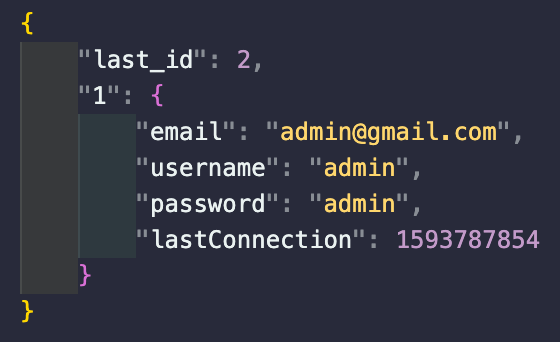 {
"last_id": 2,
"1": {
"email": "admin@gmail.com",
"username": "admin",
"password": "admin",
"lastConnection": 1593787854
}
}